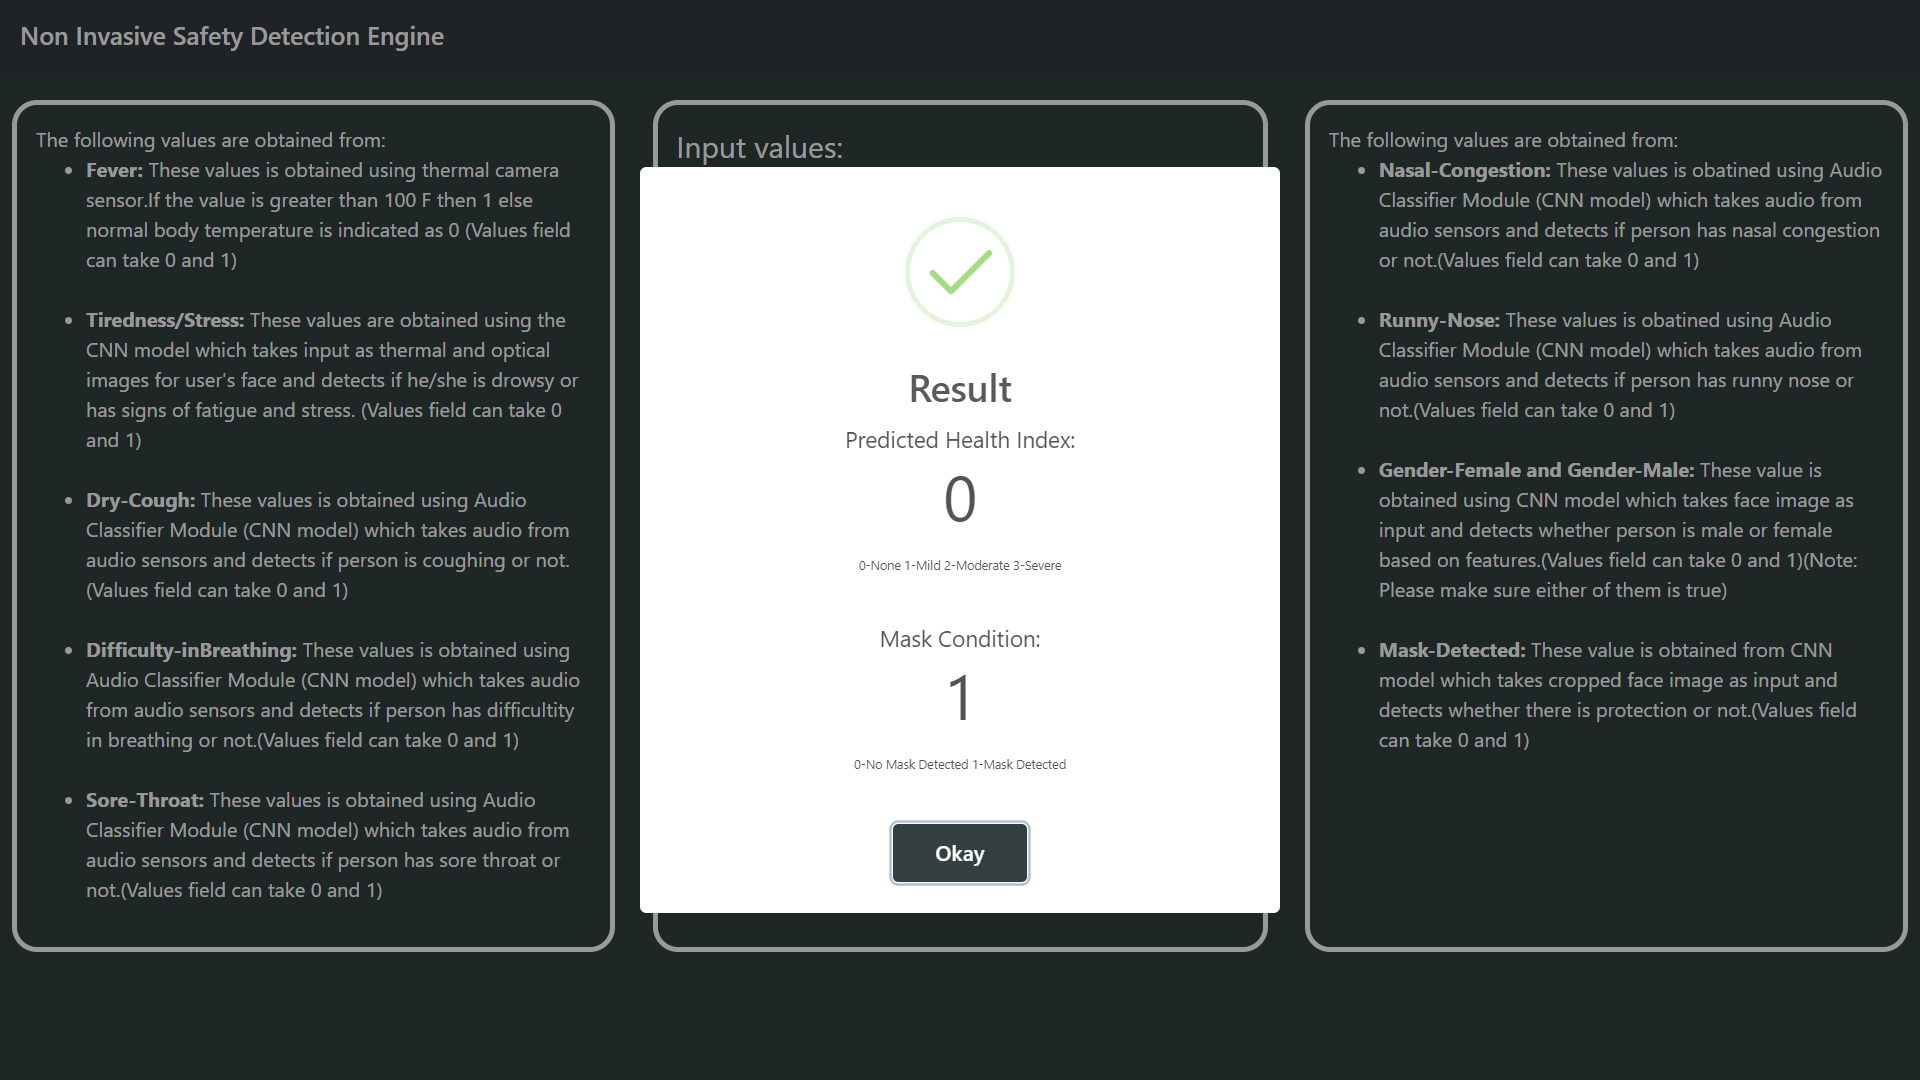 Non Invasive Safety Detection Engine
The following values are obtained from:
Fever: These values is obtained using thermal camera
sensor.If the value is greater than 100 F then 1 else
normal body temperature is indicated as 0 (Values field
can take 0 and 1)
Tiredness/Stress: These values are obtained using the
CNN model which takes input as thermal and optical
images for user's face and detects if he/she is drowsy or
has signs of fatigue and stress. (Values field can take 0
and 1)
Dry-Cough: These values is obtained using Audio
Classifier Module (CNN model) which takes audio from
audio sensors and detects if person is coughing or not.
(Values field can take 0 and 1)
Difficulty-inBreathing: These values is obtained using
Audio Classifier Module (CNN model) which takes audio
from audio sensors and detects if person has difficultity
in breathing or not.(Values field can take 0 and 1)
Sore-Throat: These values is obtained using Audio
Classifier Module (CNN model) which takes audio from
audio sensors and detects if person has sore throat or
not.(Values field can take 0 and 1)
Input values:
Result
Predicted Health Index:
0
0-None 1-Mild 2-Moderate 3-Severe
Mask Condition:
1
0-No Mask Detected 1-Mask Detected
Okay
The following values are obtained from:
Nasal-Congestion: These values is obatined using Audio
Classifier Module (CNN model) which takes audio from
audio sensors and detects if person has nasal congestion
or not.(Values field can take 0 and 1)
Runny-Nose: These values is obatined using Audio
Classifier Module (CNN model) which takes audio from
audio sensors and detects if person has runny nose or
not.(Values field can take 0 and 1)
Gender-Female and Gender-Male: These value is
obtained using CNN model which takes face image as
input and detects whether person is male or female
based on features.(Values field can take 0 and 1)(Note:
Please make sure either of them is true)
Mask-Detected: These value is obtained from CNN
model which takes cropped face image as input and
detects whether there is protection or not.(Values field
can take 0 and 1)